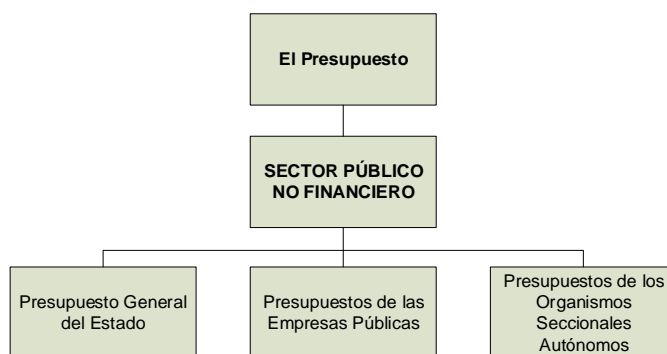 El Presupuesto
SECTOR PÚBLICO
NO FINANCIERO
Presupuesto General
del Estado
Presupuestos de las
Empresas Públicas
Presupuestos de los
Organismos
Seccionales
Autónomos